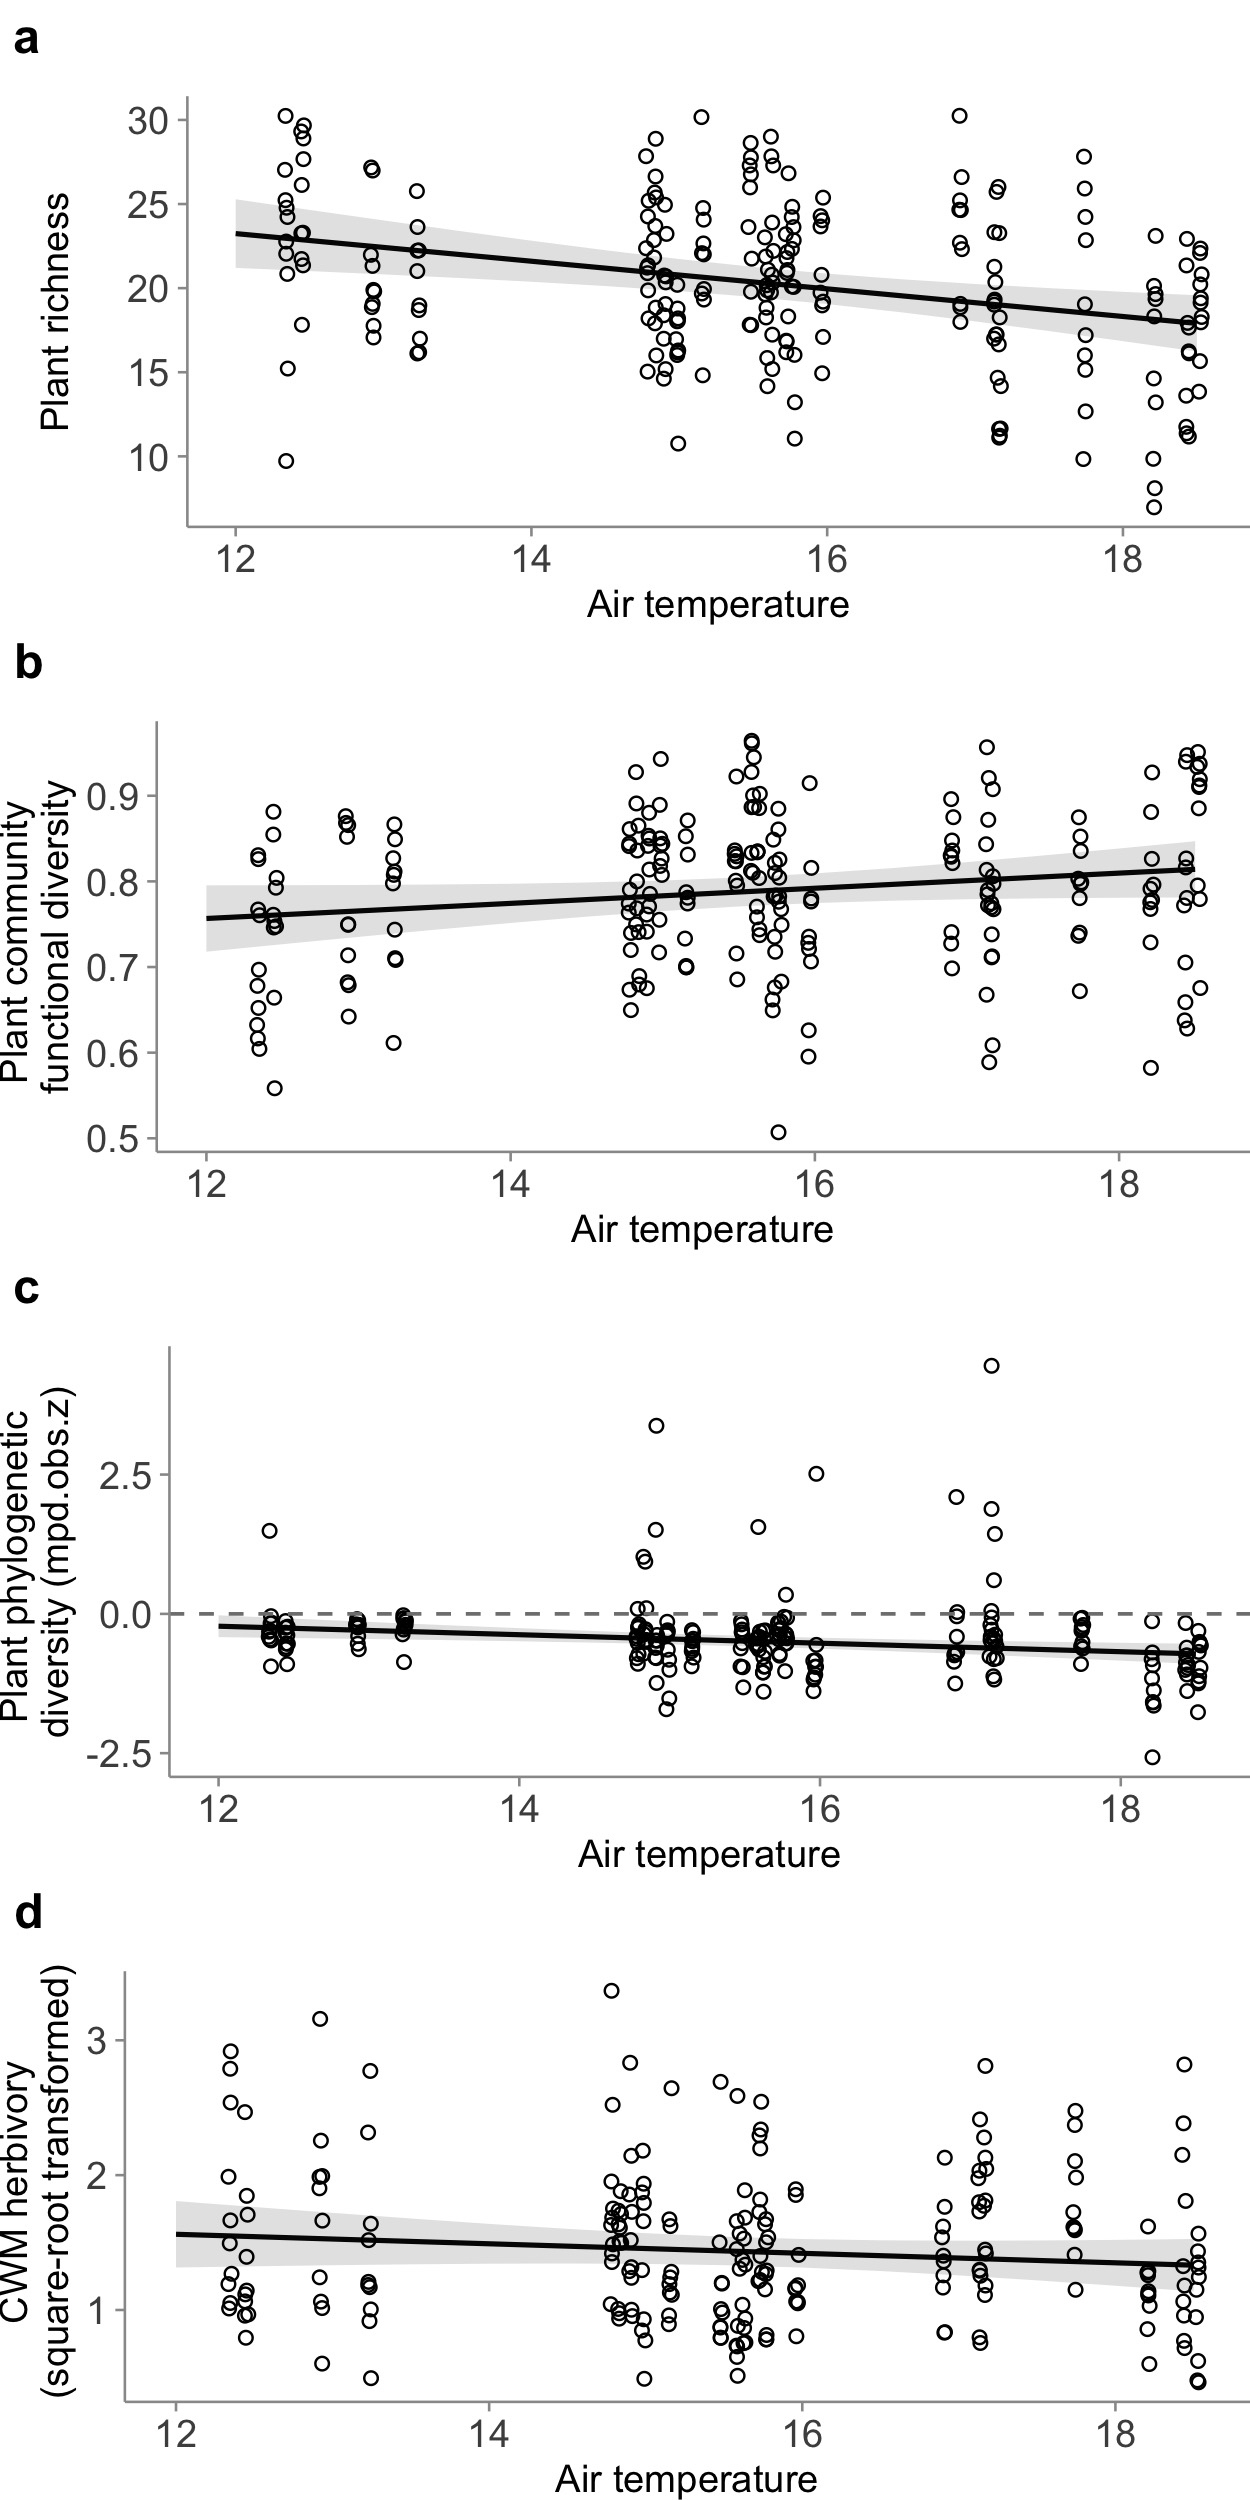 a
Plant richness
30
25
20
15
10
12 14 16 18
Air temperature
b
Plant community
functional diversity
0.9
0.8
0.7
0.6
0.5
12 14 16 18
Air temperature
c
Plant phylogenetic
diversity (mpd.obs.z)
2.5
0.0
-2.5
12 14 16 18
Air temperature
d
CWM herbivory
(square-root transformed)
3
2
1
12 14 16 18
Air temperature